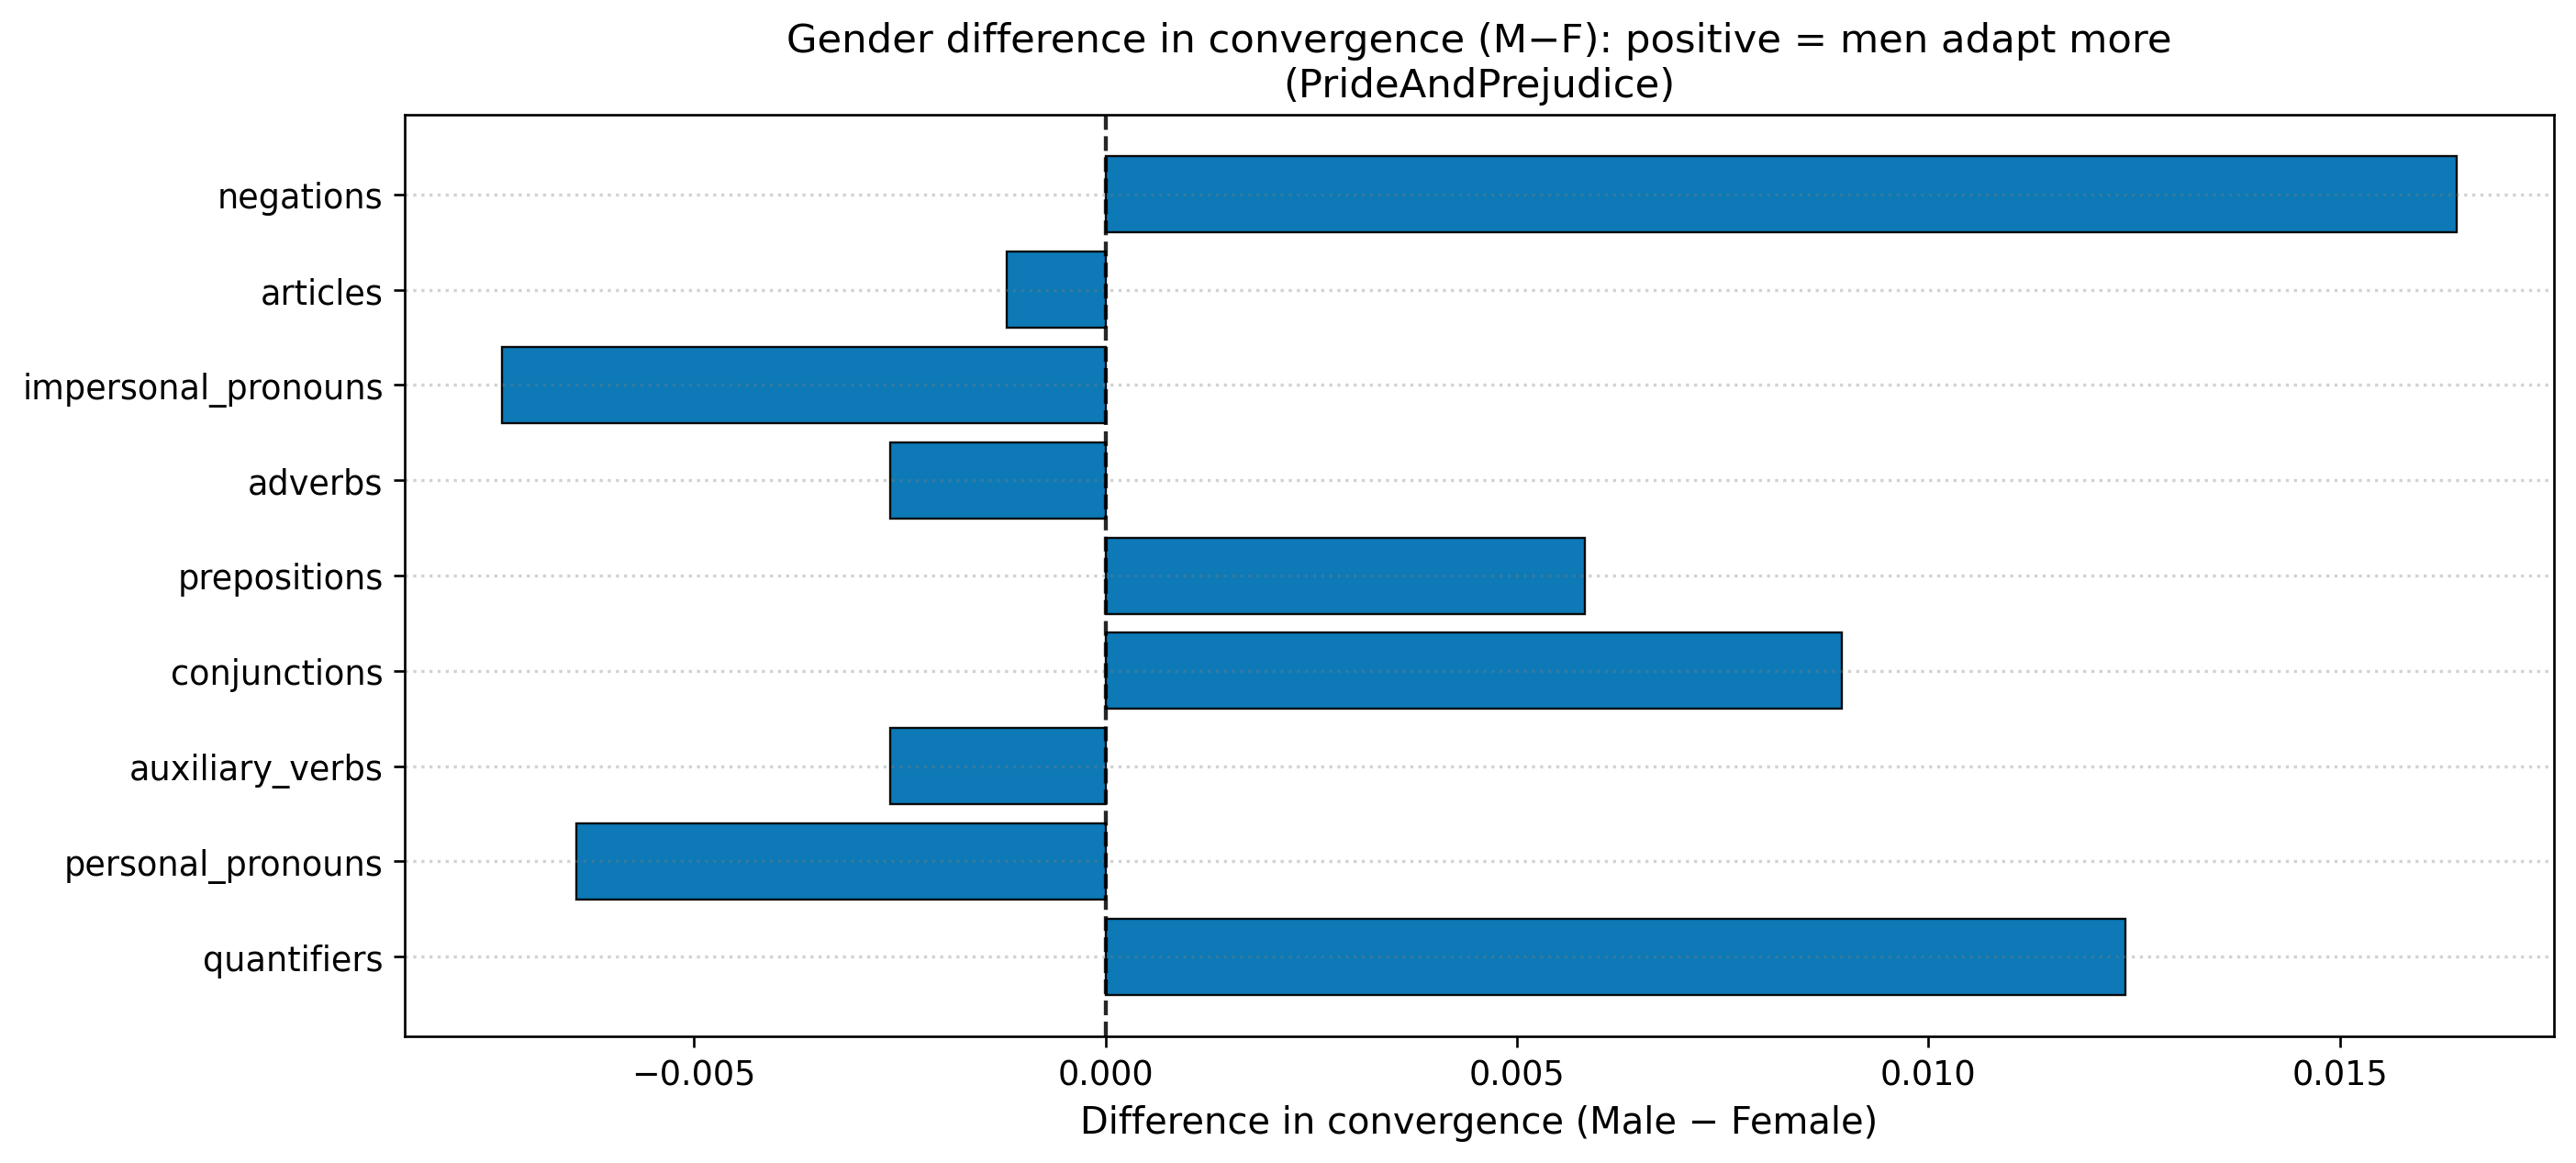 Gender difference in convergence (M−F): positive = men adapt more
(PrideAndPrejudice)
negations
articles
impersonal_pronouns
adverbs
prepositions
conjunctions
auxiliary_verbs
personal_pronouns
quantifiers
−0.005 0.000 0.005 0.010 0.015
Difference in convergence (Male − Female)